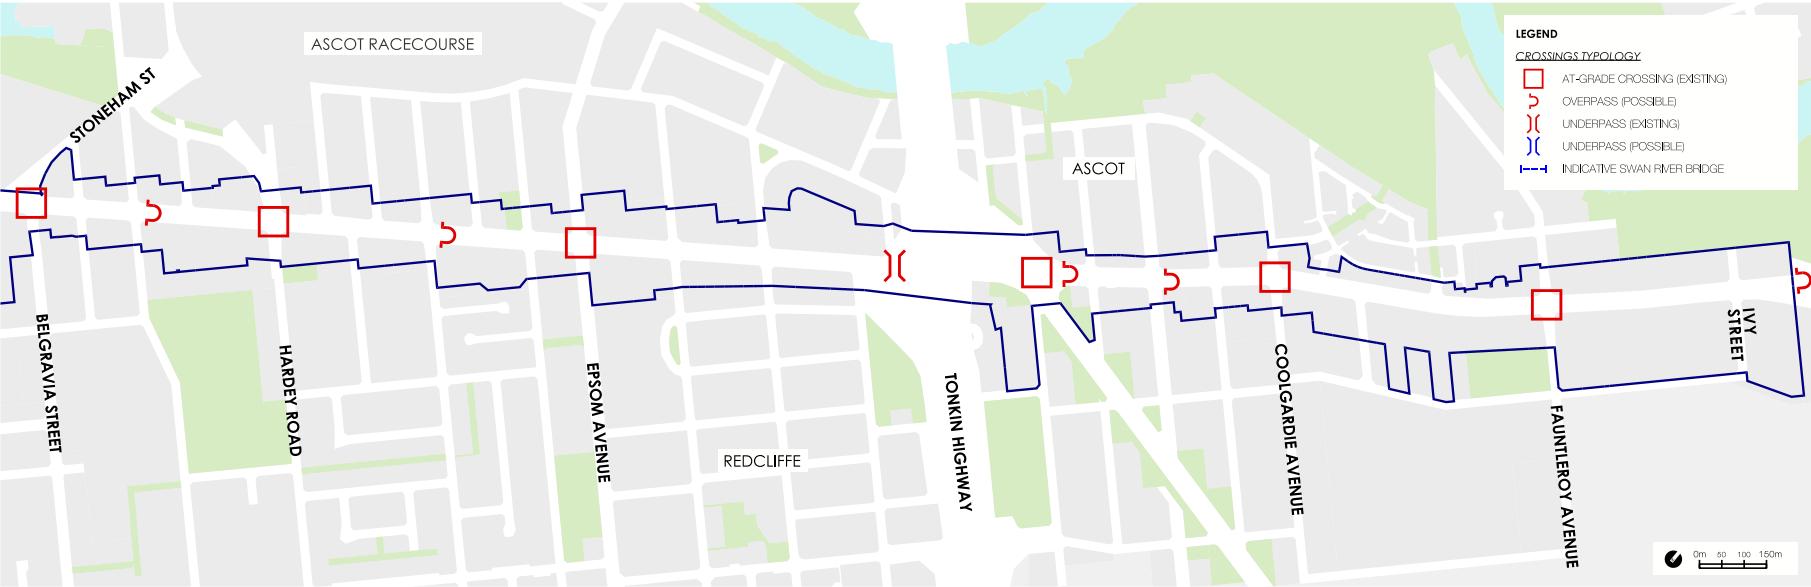 ASCOT RACECOURSE
STONEHAM ST
LEGEND
CROSSINGS TYPOLOGY
AT-GRADE CROSSING (EXISTING)
OVERPASS (POSSIBLE)
UNDERPASS (EXISTING)
UNDERPASS (POSSIBLE)
INDICATIVE SWAN RIVER BRIDGE
ASCOT
BELGRAVIA STREET
HARDEY ROAD
EPSOM AVENUE
REDCLIFFE
TONKIN HIGHWAY
COOLGARDIE AVENUE
FAUNTLEROY AVENUE
IVY
STREET
0m 50 100 150m